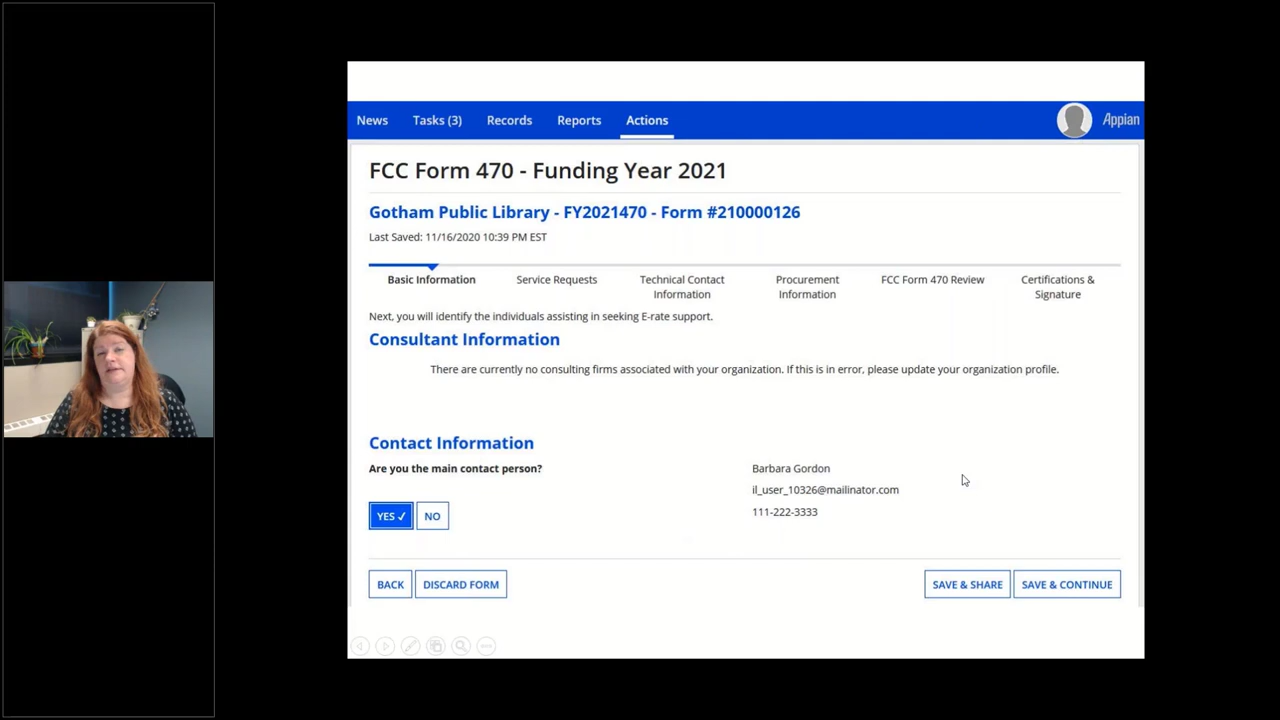 News Tasks (3) Records Reports Actions Appian
FCC Form 470 - Funding Year 2021
Gotham Public Library - FY2021470 - Form #210000126
Last Saved: 11/16/2020 10:39 PM EST
Basic Information Service Requests Technical Contact Information Procurement Information FCC Form 470 Review Certifications & Signature
Next, you will identify the individuals assisting in seeking E-rate support.
Consultant Information
There are currently no consulting firms associated with your organization. If this is in error, please update your organization profile.
Contact Information
Are you the main contact person?
YES ✓ NO
Barbara Gordon
il_user_10326@mailinator.com
111-222-3333
BACK DISCARD FORM SAVE & SHARE SAVE & CONTINUE